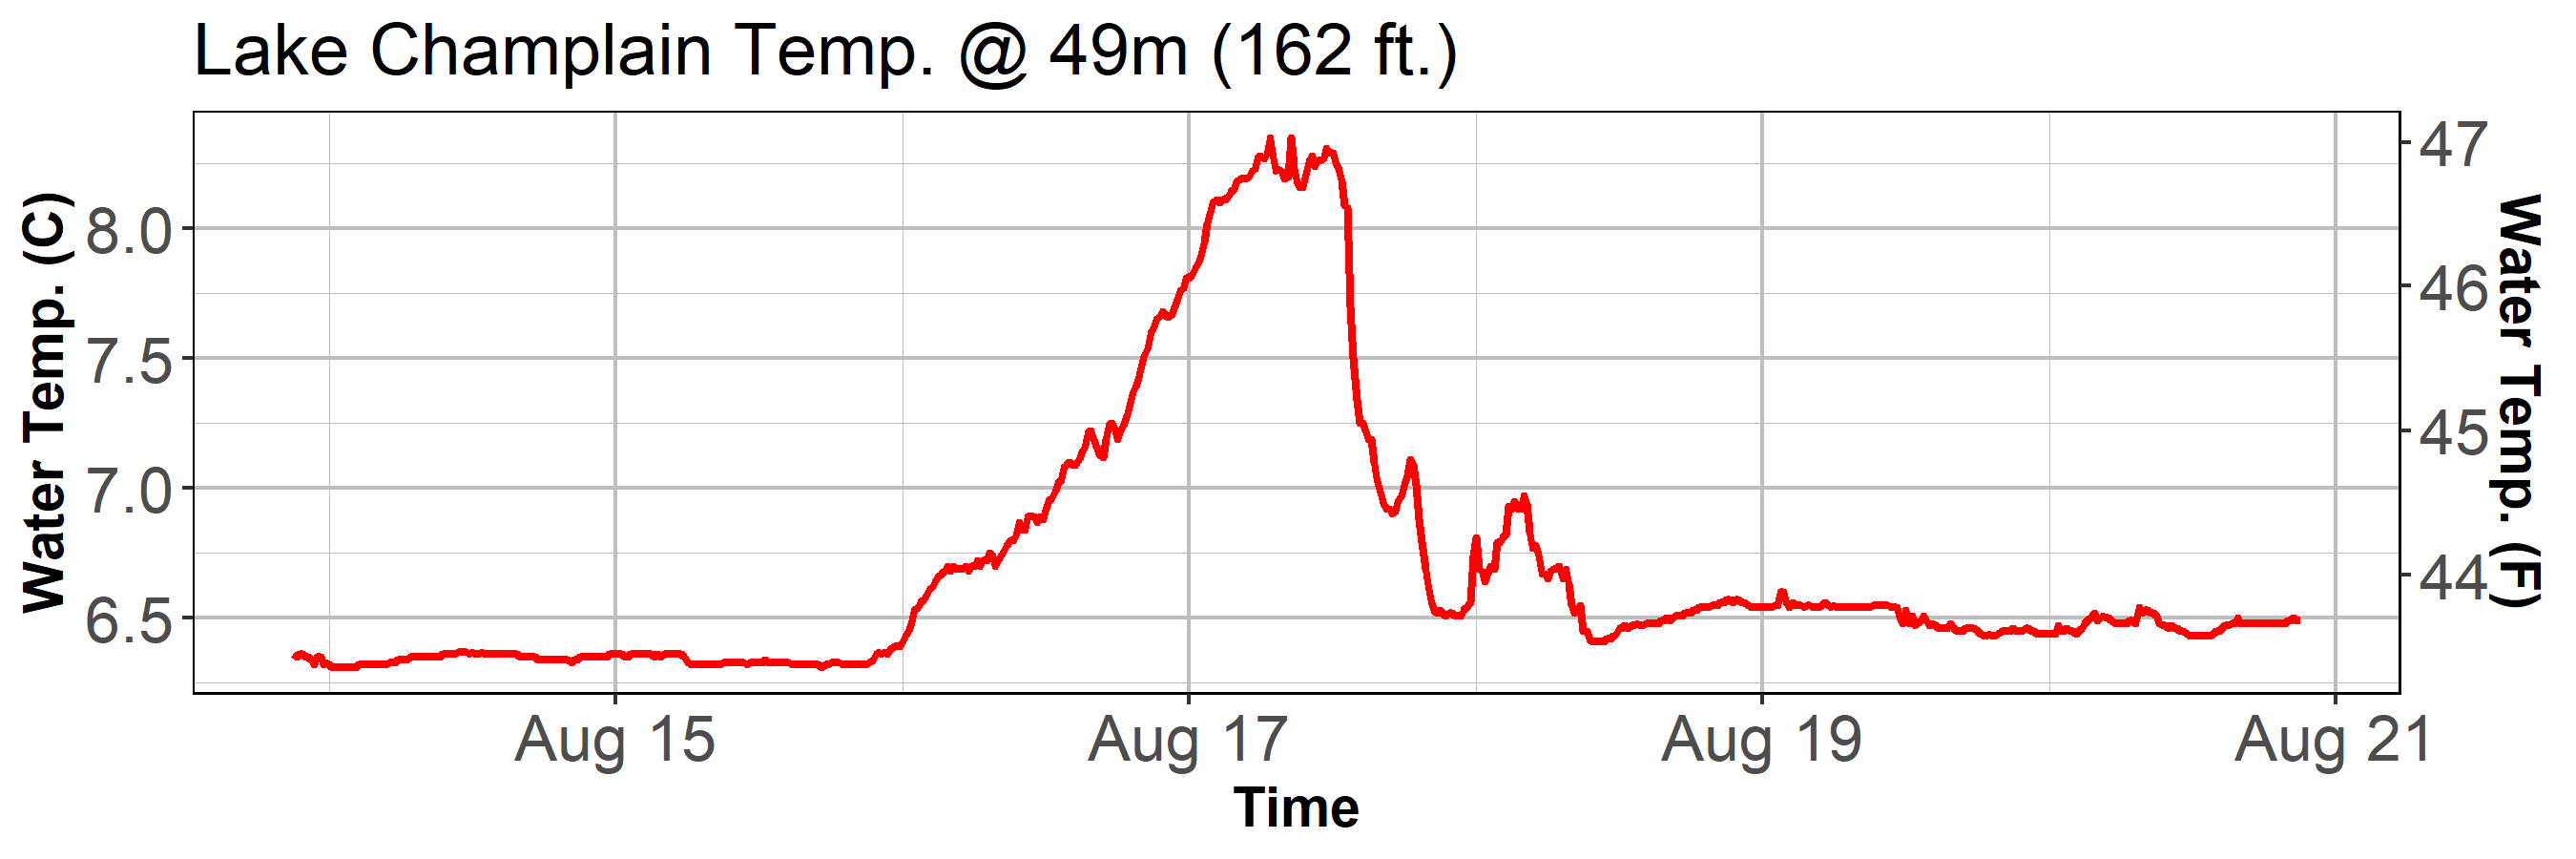 Lake Champlain Temp. @ 49m (162 ft.)
Water Temp. (C)
8.0
7.5
7.0
6.5
47
46
45
44
Water Temp. (F)
Aug 15 Aug 17 Aug 19 Aug 21
Time